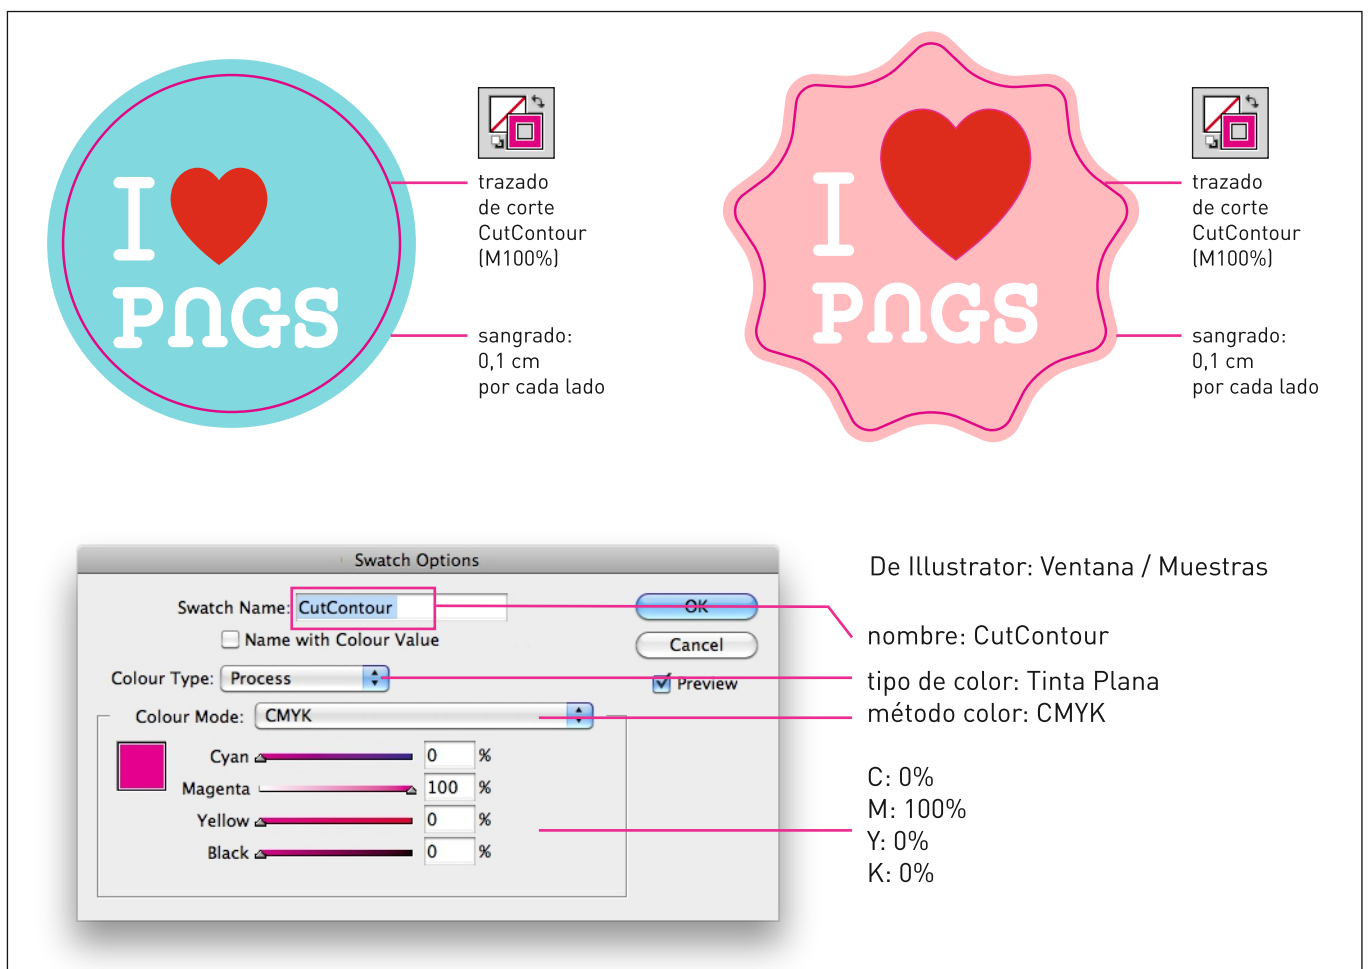 I
PUGS
trazado
de corte
CutContour
(M100%)
sangrado:
0,1 cm
por cada lado
I
PUGS
trazado
de corte
CutContour
(M100%)
sangrado:
0,1 cm
por cada lado
Swatch Options
Swatch Name: CutContour
Name with Colour Value
Colour Type: Process
Colour Mode: CMYK
Cyan 0 %
Magenta 100 %
Yellow 0 %
Black 0 %
OK
Cancel
Preview
De Illustrator: Ventana / Muestras
nombre: CutContour
tipo de color: Tinta Plana
método color: CMYK
C: 0%
M: 100%
Y: 0%
K: 0%